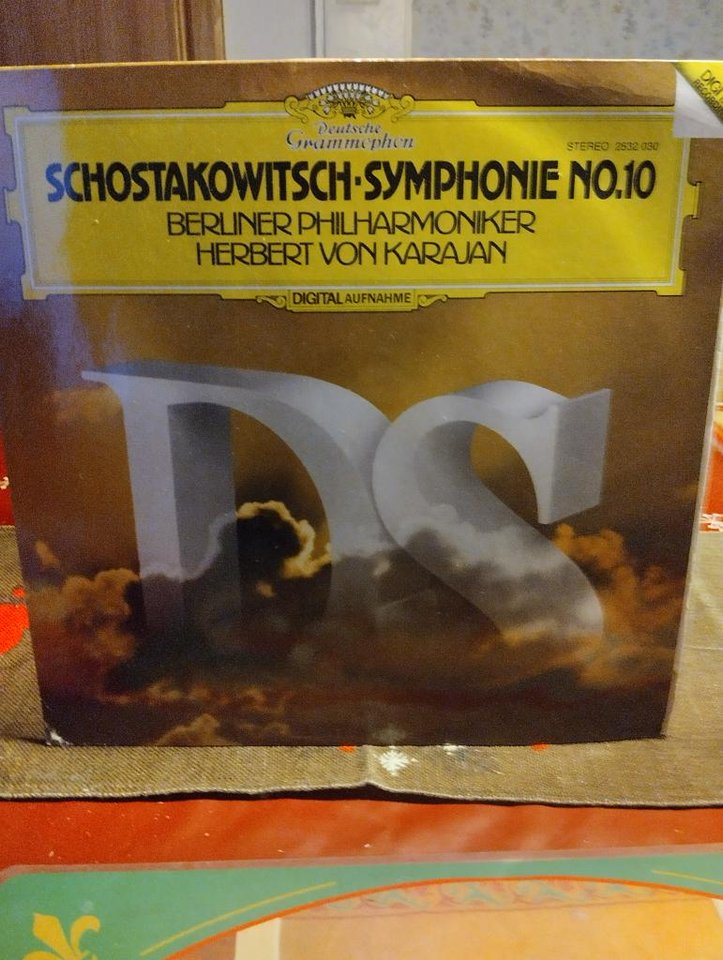 Deutsche
Grammophon
STEREO 2532 030
SCHOSTAKOWITSCH·SYMPHONIE NO.10
BERLINER PHILHARMONIKER
HERBERT VON KARAJAN
DIGITAL AUFNAHME
DS